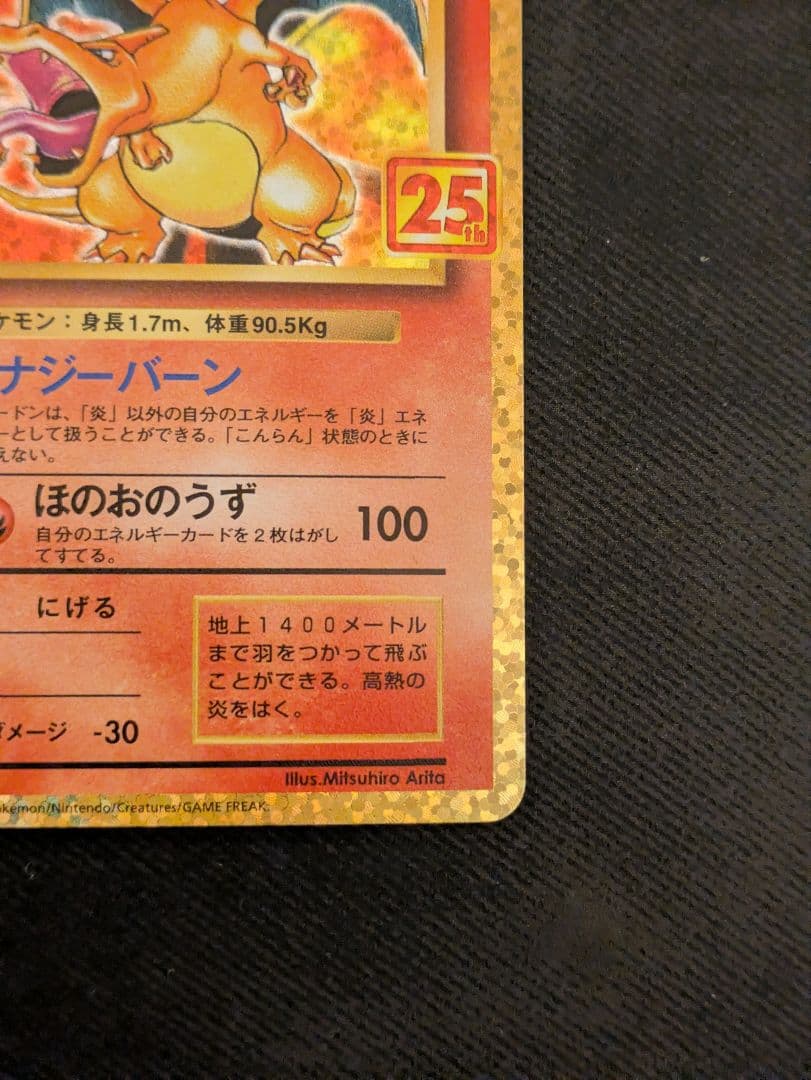 25th
ケモン：身長1.7m、体重90.5Kg
ナジーバーン
ードンは、「炎」以外の自分のエネルギーを「炎」エネ
ーとして扱うことができる。「こんらん」状態のときに
えない。
ほのおのうず 100
自分のエネルギーカードを２枚はがし
てすてる。
にげる
地上１４００メートル
まで羽をつかって飛ぶ
ことができる。高熱の
炎をはく。
メージ -30
Illus.Mitsuhiro Arita
okémon/Nintendo/Creatures/GAME FREAK.